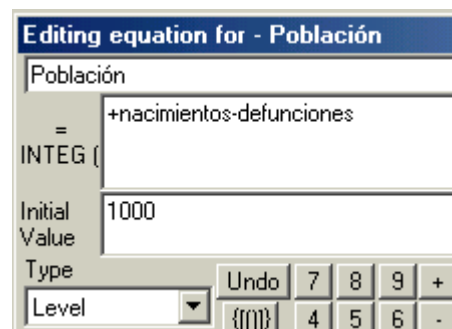 Editing equation for - Población
Población
= +nacimientos-defunciones
INTEG (
Initial Value 1000
Type
Undo 7 8 9 +
Level {[()]} 4 5 6 -